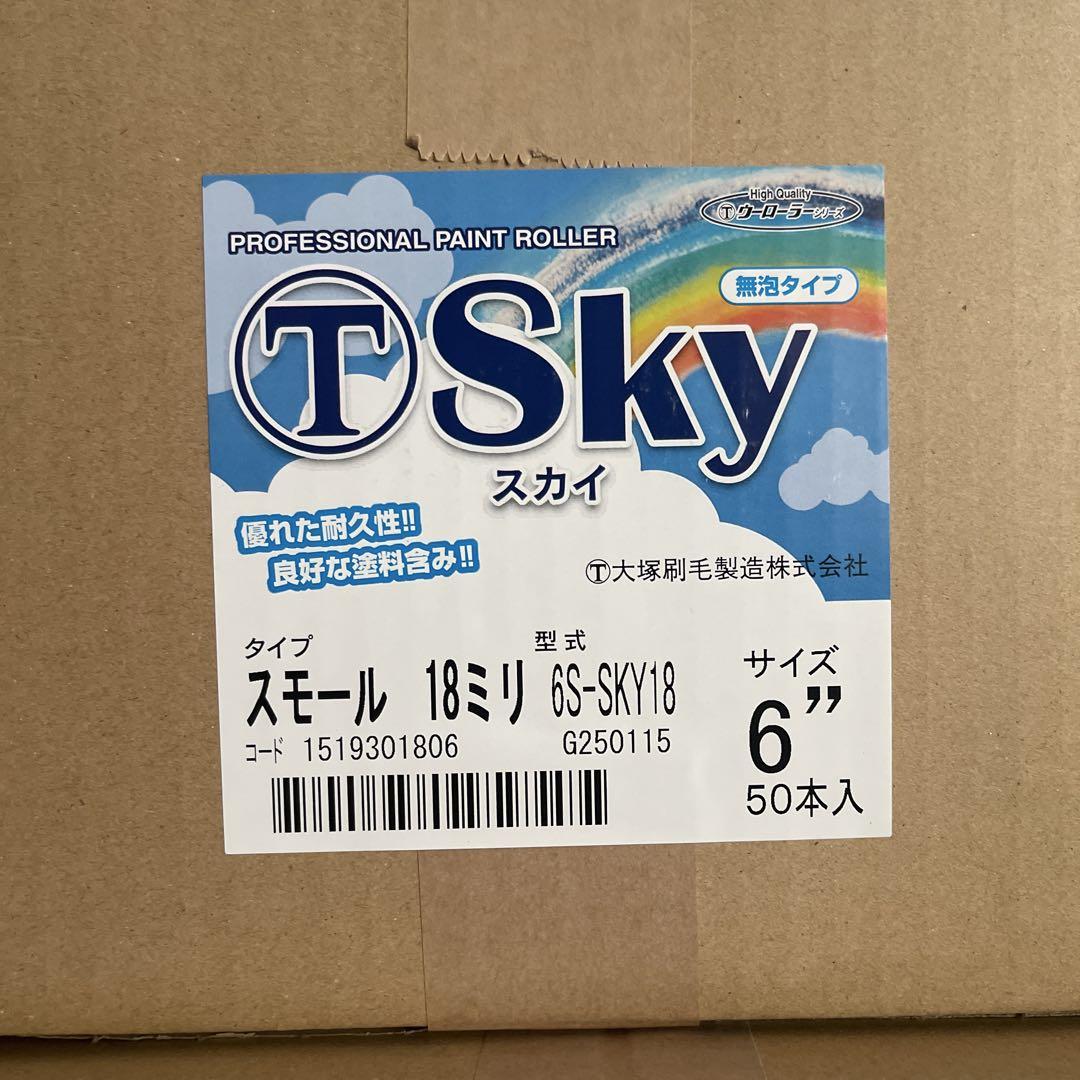 High Quality
Ⓣウーローラーシリーズ
PROFESSIONAL PAINT ROLLER
無泡タイプ
ⓉSky
スカイ
優れた耐久性!!
良好な塗料含み!!
Ⓣ大塚刷毛製造株式会社
タイプ 型式 サイズ
スモール 18ミリ 6S-SKY18 6”
コード 1519301806 G250115
50本入